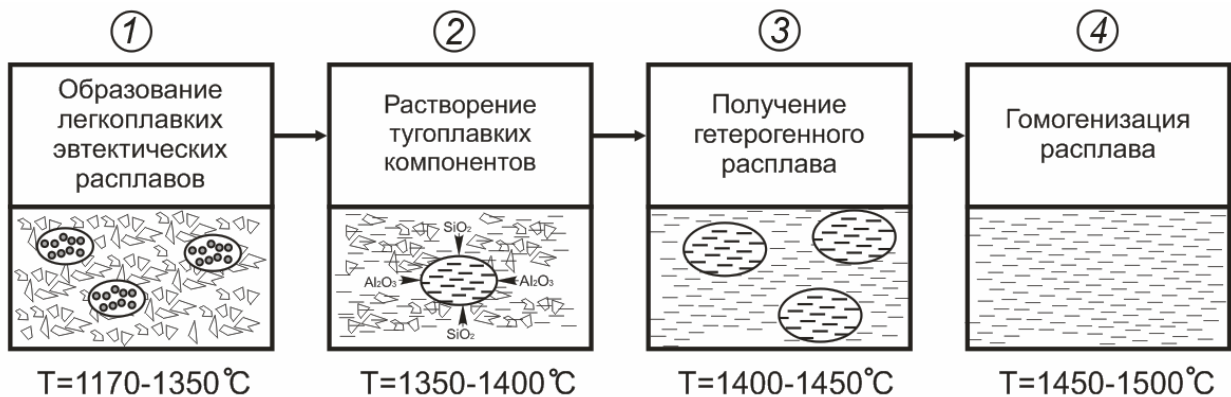 1
Образование
легкоплавких
эвтектических
расплавов
T=1170-1350°C
2
Растворение
тугоплавких
компонентов
SiO₂
Al₂O₃
Al₂O₃
SiO₂
T=1350-1400°C
3
Получение
гетерогенного
расплава
T=1400-1450°C
4
Гомогенизация
расплава
T=1450-1500°C